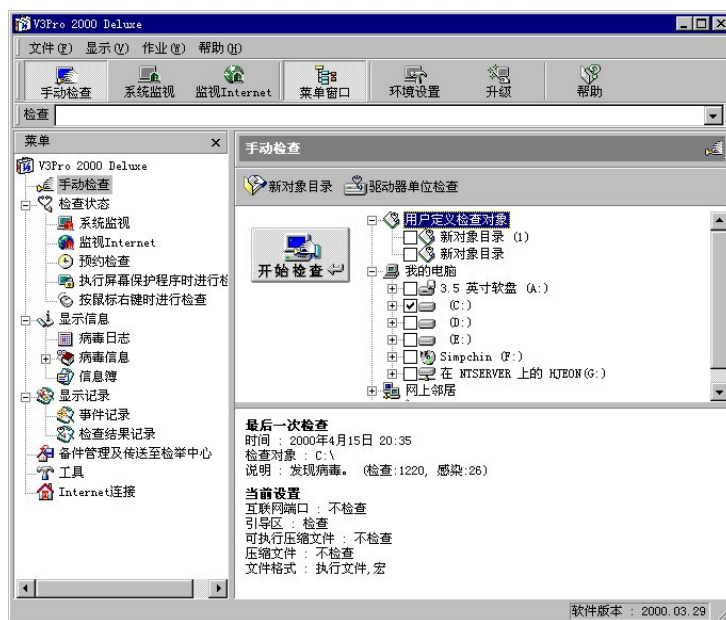 V3Pro 2000 Deluxe
文件(F) 显示(V) 作业(W) 帮助(H)
手动检查 系统监视 监视Internet 菜单窗口 环境设置 升级 帮助
检查
菜单
V3Pro 2000 Deluxe
手动检查
检查状态
系统监视
监视Internet
预约检查
执行屏幕保护程序时进行检
按鼠标右键时进行检查
显示信息
病毒日志
病毒信息
信息簿
显示记录
事件记录
检查结果记录
备件管理及传送至检举中心
工具
Internet连接
手动检查
新对象目录 驱动器单位检查
开始检查
用户定义检查对象
新对象目录 (1)
新对象目录
我的电脑
3.5 英寸软盘 (A:)
(C:)
(D:)
(E:)
Simpchin (F:)
在 NTSERVER 上的 HJEON(G:)
网上邻居
最后一次检查
时间 : 2000年4月15日 20:35
检查对象 : C:\
说明 : 发现病毒。 (检查:1220, 感染:26)
当前设置
互联网端口 : 不检查
引导区 : 检查
可执行压缩文件 : 不检查
压缩文件 : 不检查
文件格式 : 执行文件,宏
软件版本 : 2000.03.29